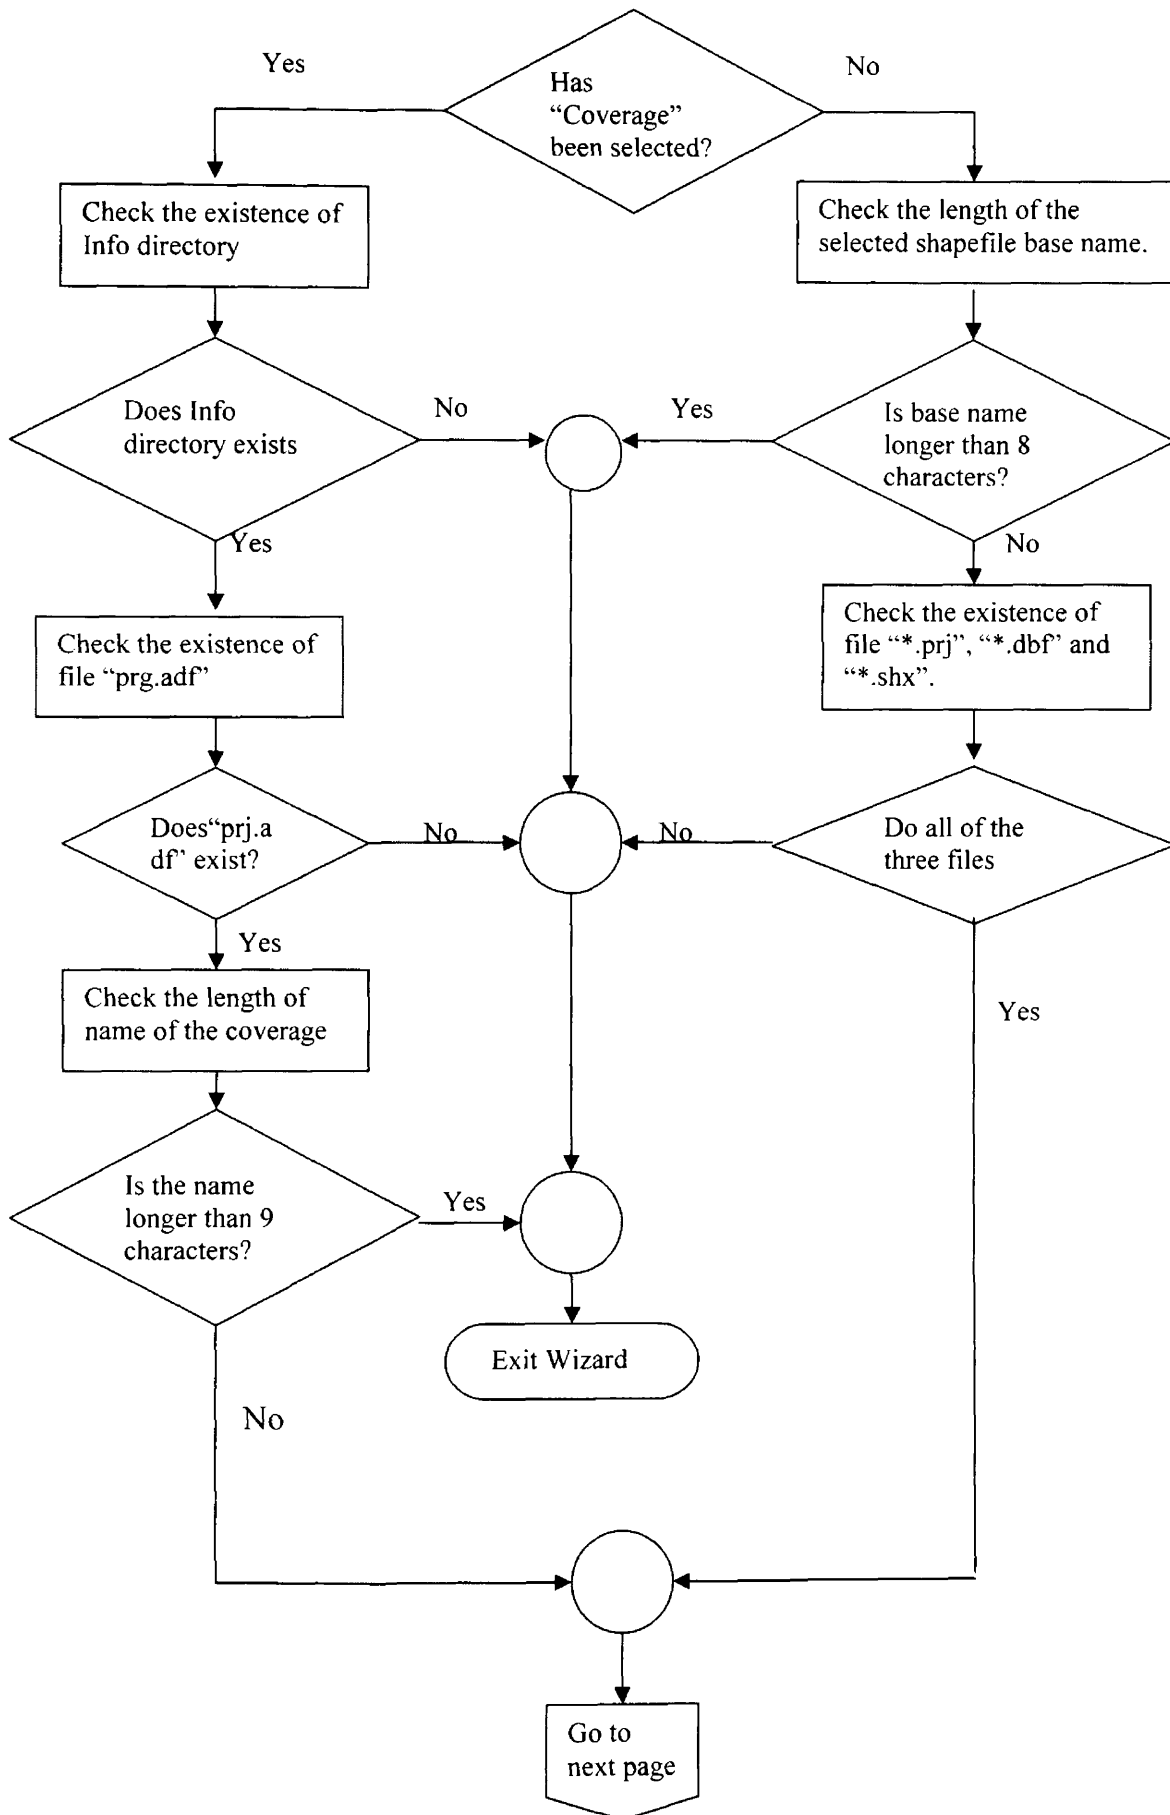 Yes
No
Has
“Coverage”
been selected?
Check the existence of
Info directory
Check the length of the
selected shapefile base name.
Does Info
directory exists
No
Yes
Is base name
longer than 8
characters?
Yes
No
Check the existence of
file “prg.adf”
Check the existence of
file “*.prj”, “*.dbf” and
“*.shx”.
Does“prj.a
df” exist?
No
No
Do all of the
three files
Yes
Yes
Check the length of
name of the coverage
Is the name
longer than 9
characters?
Yes
Exit Wizard
No
Go to
next page